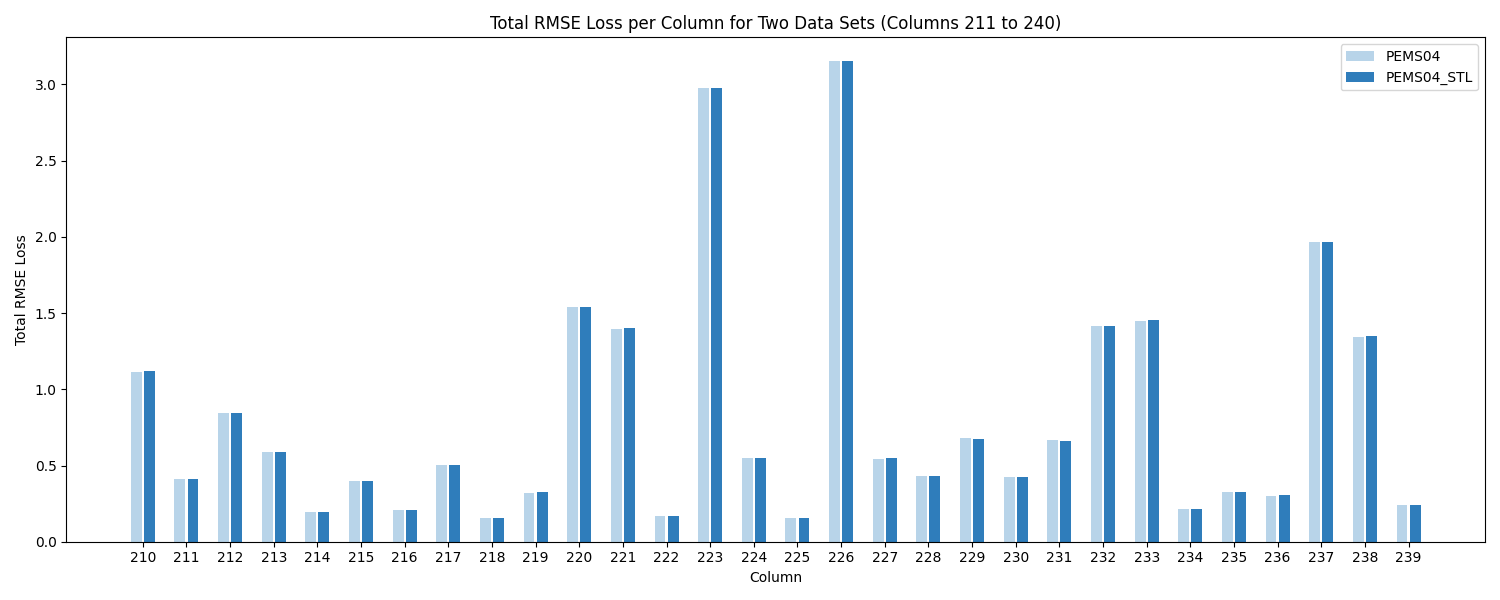 Total RMSE Loss per Column for Two Data Sets (Columns 211 to 240)
PEMS04
PEMS04_STL
Total RMSE Loss
3.0
2.5
2.0
1.5
1.0
0.5
0.0
210 211 212 213 214 215 216 217 218 219 220 221 222 223 224 225 226 227 228 229 230 231 232 233 234 235 236 237 238 239
Column